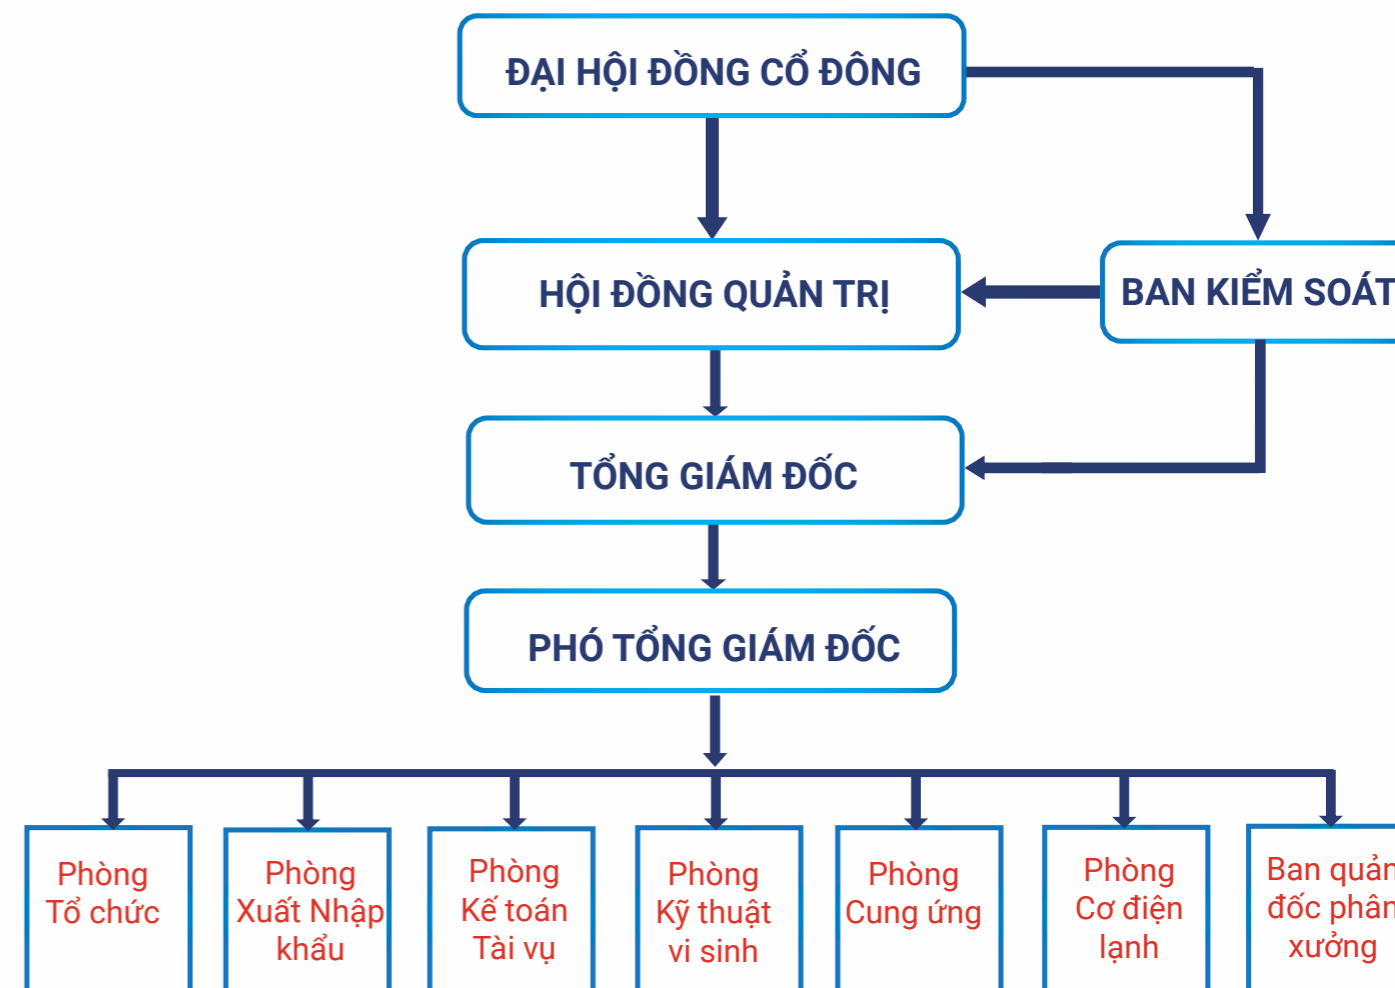 ĐẠI HỘI ĐỒNG CỔ ĐÔNG
HỘI ĐỒNG QUẢN TRỊ
BAN KIỂM SOÁT
TỔNG GIÁM ĐỐC
PHÓ TỔNG GIÁM ĐỐC
Phòng
Tổ chức
Phòng
Xuất Nhập
khẩu
Phòng
Kế toán
Tài vụ
Phòng
Kỹ thuật
vi sinh
Phòng
Cung ứng
Phòng
Cơ điện
lạnh
Ban quản
đốc phân
xưởng